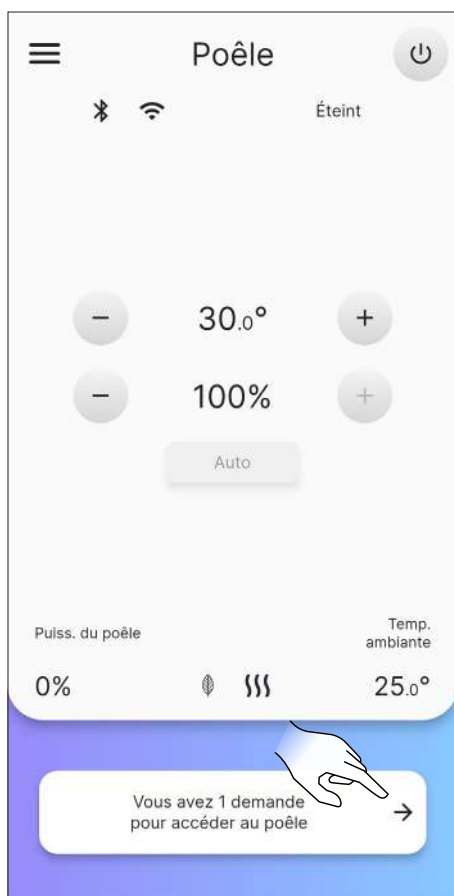 Poêle
Éteint
30.0°
100%
Auto
Puiss. du poêle
Temp.
ambiante
0%
25.0°
Vous avez 1 demande
pour accéder au poêle